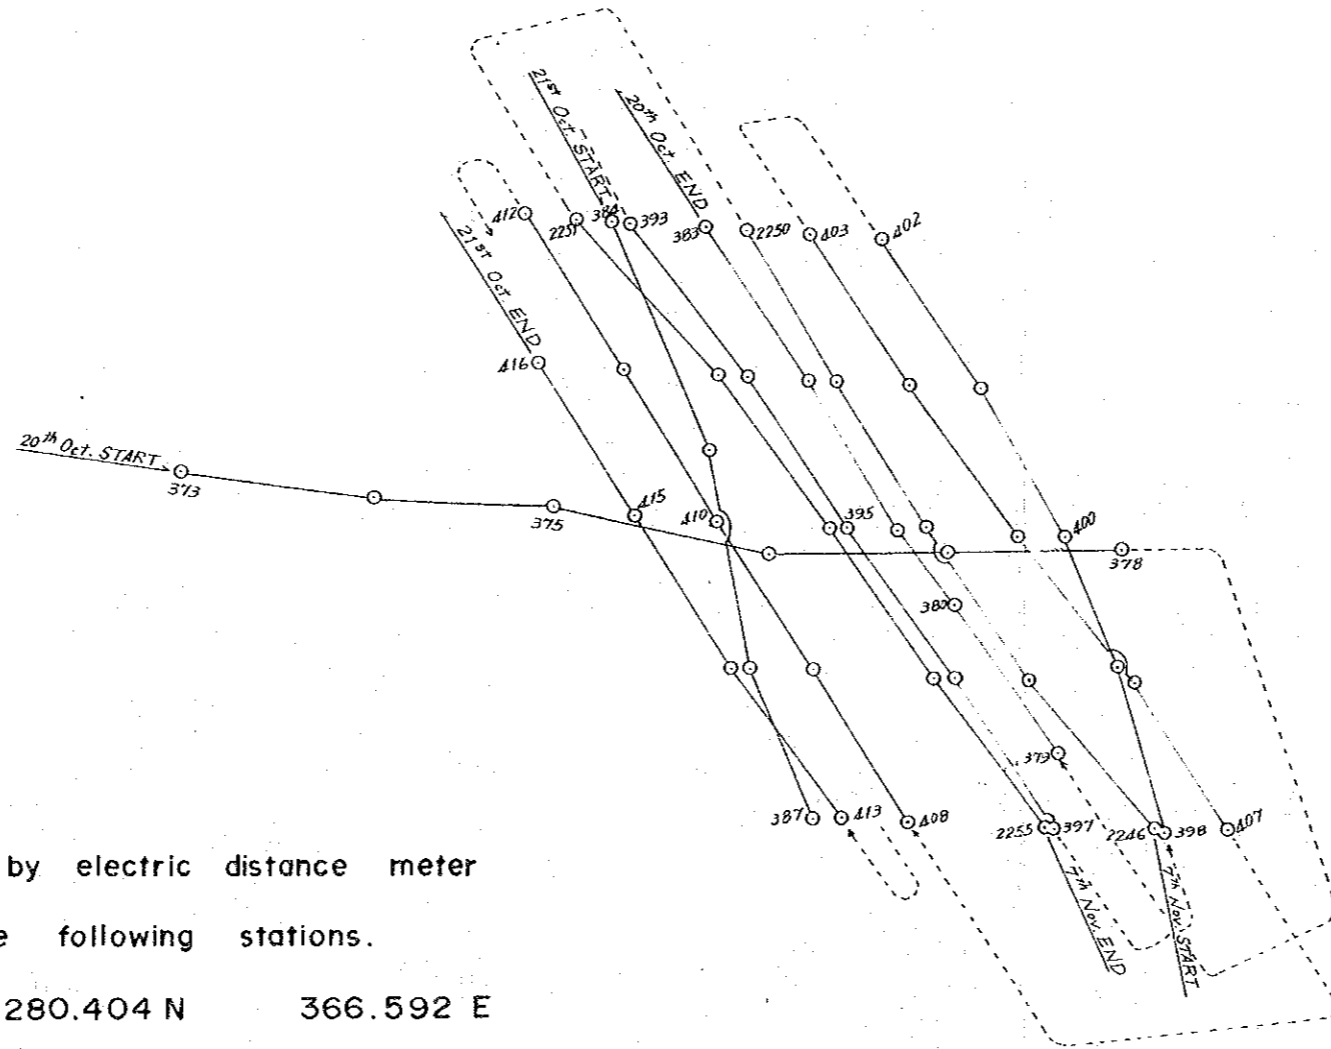 21st Oct. START
20th Oct. END
412
2251
384
393
383
2250
403
402
21st Oct. END
416
20th Oct. START
373
375
415
410
395
400
378
380
379
387
413
408
2255
397
2246
398
407
7th Nov. END
7th Nov. START
by electric distance meter
following stations.
280.404 N 366.592 E